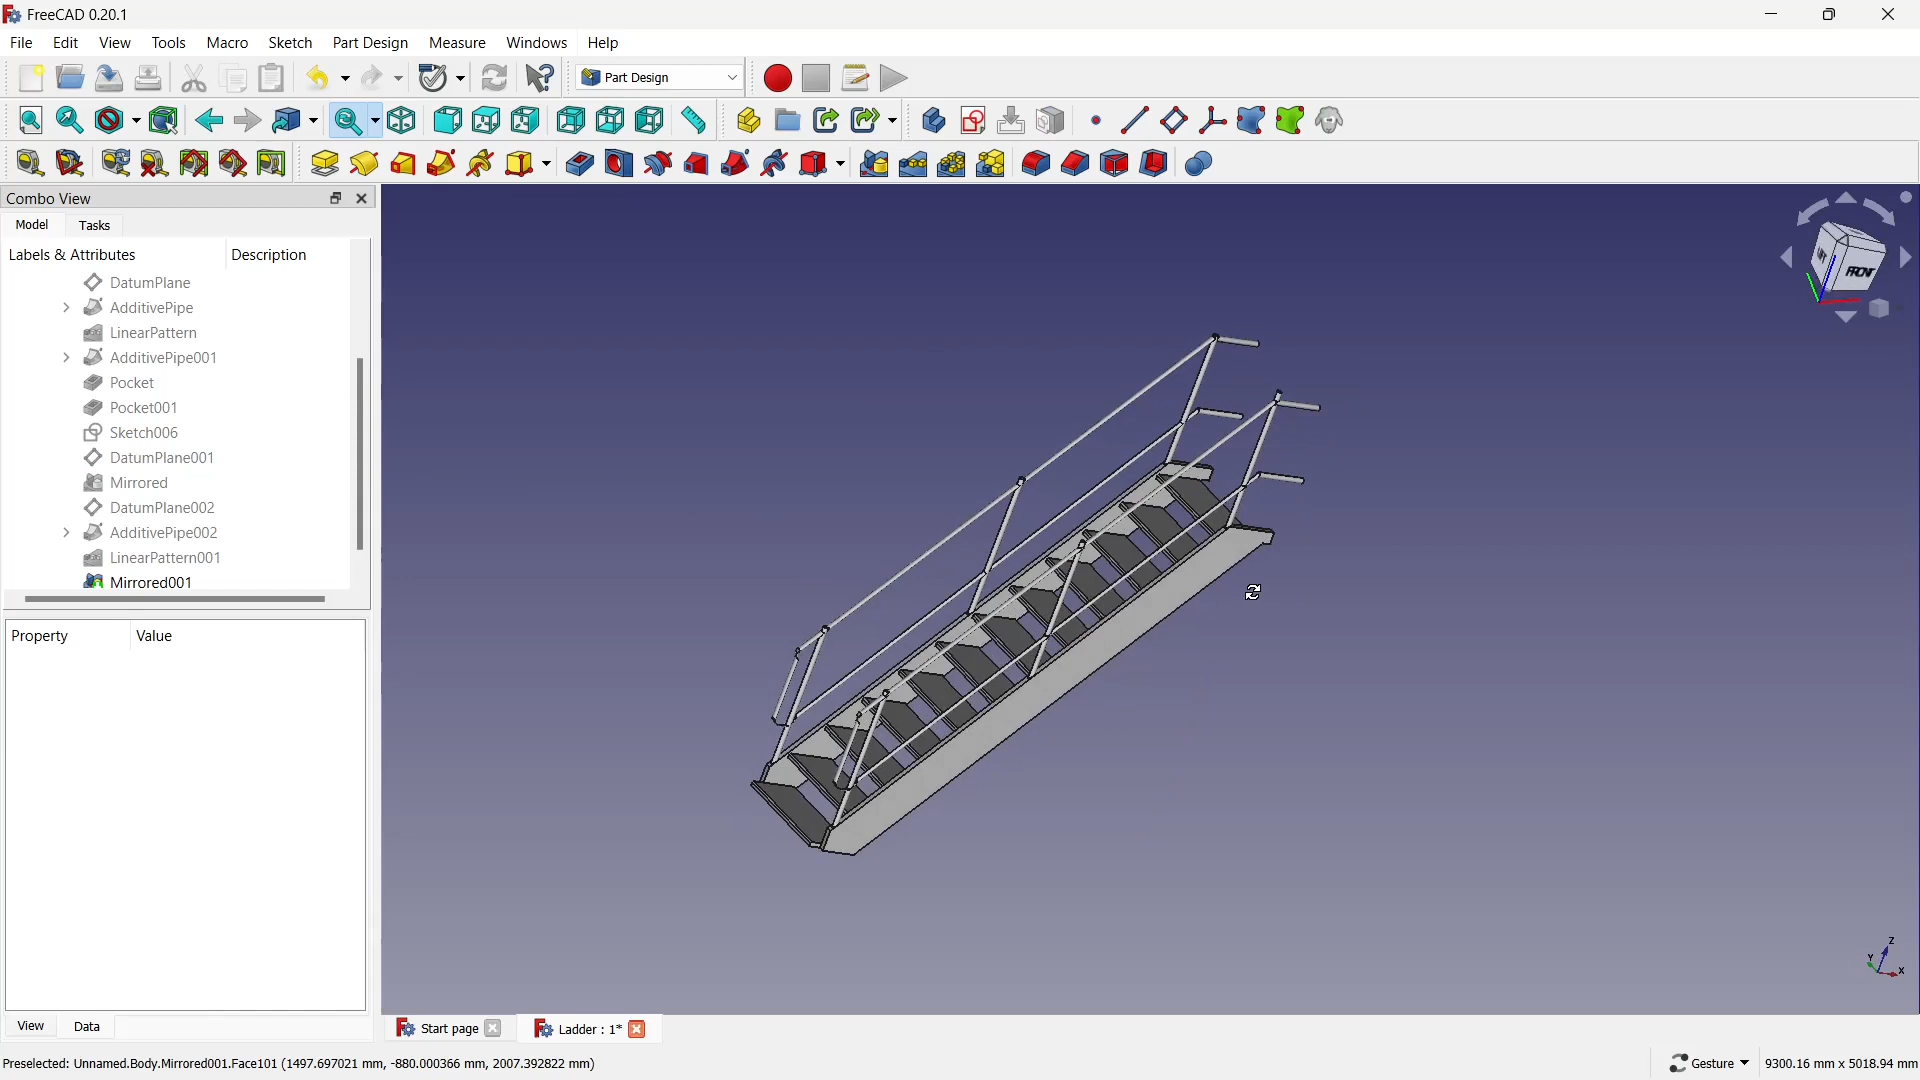 FreeCAD 0.20.1
File Edit View Tools Macro Sketch Part Design Measure Windows Help
Part Design
Combo View
Model Tasks
Labels & Attributes Description
DatumPlane
AdditivePipe
LinearPattern
AdditivePipe001
Pocket
Pocket001
Sketch006
DatumPlane001
Mirrored
DatumPlane002
AdditivePipe002
LinearPattern001
Mirrored001
Property Value
FRONT
Z
Y
X
View Data
Start page
Ladder : 1*
Preselected: Unnamed.Body.Mirrored001.Face101 (1497.697021 mm, -880.000366 mm, 2007.392822 mm)
Gesture
9300.16 mm x 5018.94 mm